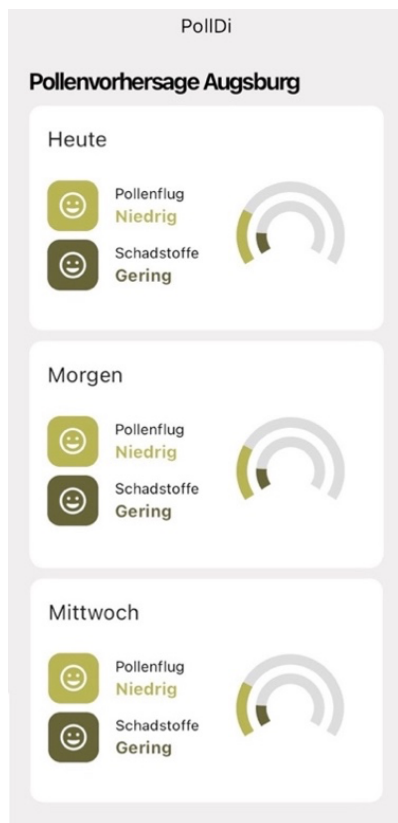 PollDi
Pollenvorhersage Augsburg
Heute
Pollenflug
Niedrig
Schadstoffe
Gering
Morgen
Pollenflug
Niedrig
Schadstoffe
Gering
Mittwoch
Pollenflug
Niedrig
Schadstoffe
Gering